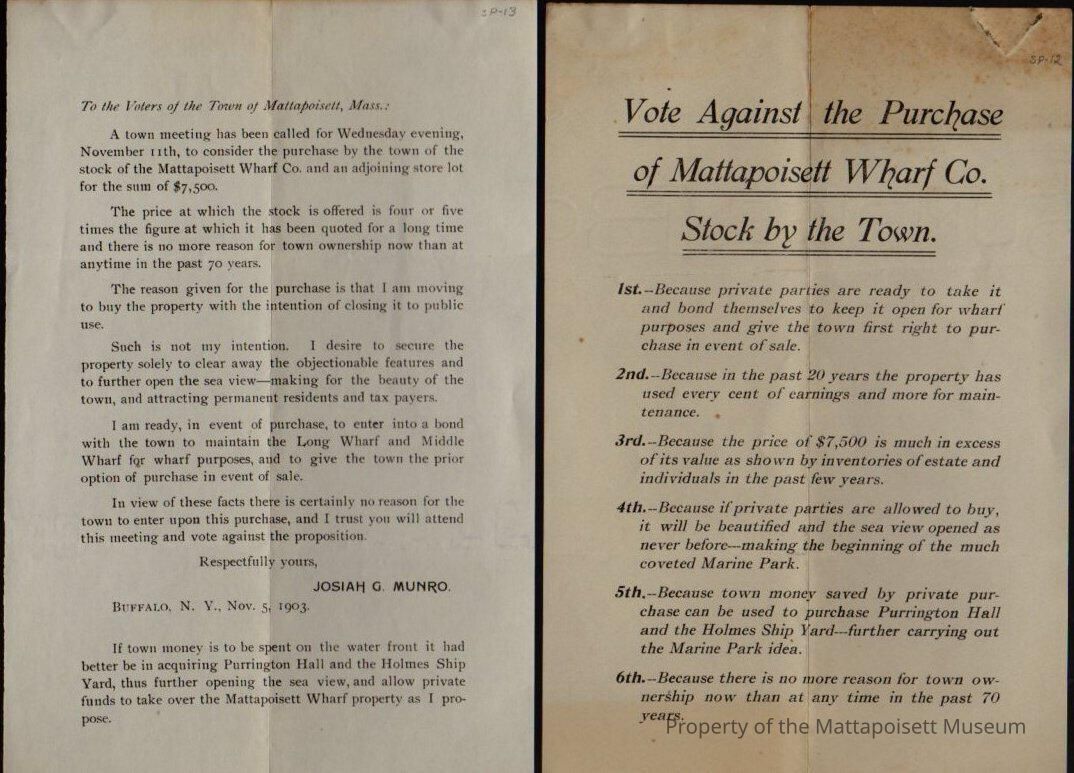 SP-13
To the Voters of the Town of Mattapoisett, Mass.:
A town meeting has been called for Wednesday evening,
November 11th, to consider the purchase by the town of the
stock of the Mattapoisett Wharf Co. and an adjoining store lot
for the sum of $7,500.
The price at which the stock is offered is four or five
times the figure at which it has been quoted for a long time
and there is no more reason for town ownership now than at
anytime in the past 70 years.
The reason given for the purchase is that I am moving
to buy the property with the intention of closing it to public
use.
Such is not my intention. I desire to secure the
property solely to clear away the objectionable features and
to further open the sea view—making for the beauty of the
town, and attracting permanent residents and tax payers.
I am ready, in event of purchase, to enter into a bond
with the town to maintain the Long Wharf and Middle
Wharf for wharf purposes, and to give the town the prior
option of purchase in event of sale.
In view of these facts there is certainly no reason for the
town to enter upon this purchase, and I trust you will attend
this meeting and vote against the proposition.
Respectfully yours,
JOSIAH G. MUNRO.
BUFFALO, N. Y., Nov. 5, 1903.
If town money is to be spent on the water front it had
better be in acquiring Purrington Hall and the Holmes Ship
Yard, thus further opening the sea view, and allow private
funds to take over the Mattapoisett Wharf property as I pro-
pose.
SP-12
Vote Against the Purchase
of Mattapoisett Wharf Co.
Stock by the Town.
1st.--Because private parties are ready to take it
and bond themselves to keep it open for wharf
purposes and give the town first right to pur-
chase in event of sale.
2nd.--Because in the past 20 years the property has
used every cent of earnings and more for main-
tenance.
3rd.--Because the price of $7,500 is much in excess
of its value as shown by inventories of estate and
individuals in the past few years.
4th.--Because if private parties are allowed to buy,
it will be beautified and the sea view opened as
never before---making the beginning of the much
coveted Marine Park.
5th.--Because town money saved by private pur-
chase can be used to purchase Purrington Hall
and the Holmes Ship Yard---further carrying out
the Marine Park idea.
6th.--Because there is no more reason for town ow-
nership now than at any time in the past 70
years.
Property of the Mattapoisett Museum